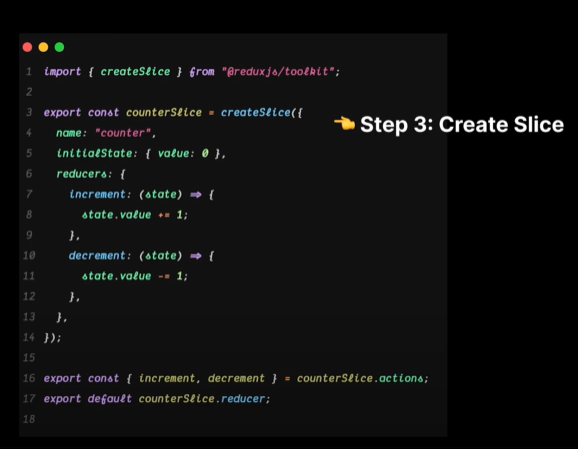 1 import { createSlice } from "@reduxjs/toolkit";
2
3 export const counterSlice = createSlice({
4 name: "counter",
5 initialState: { value: 0 },
6 reducers: {
7 increment: (state) => {
8 state.value += 1;
9 },
10 decrement: (state) => {
11 state.value -= 1;
12 },
13 },
14 });
15
16 export const { increment, decrement } = counterSlice.actions;
17 export default counterSlice.reducer;
18
👈 Step 3: Create Slice